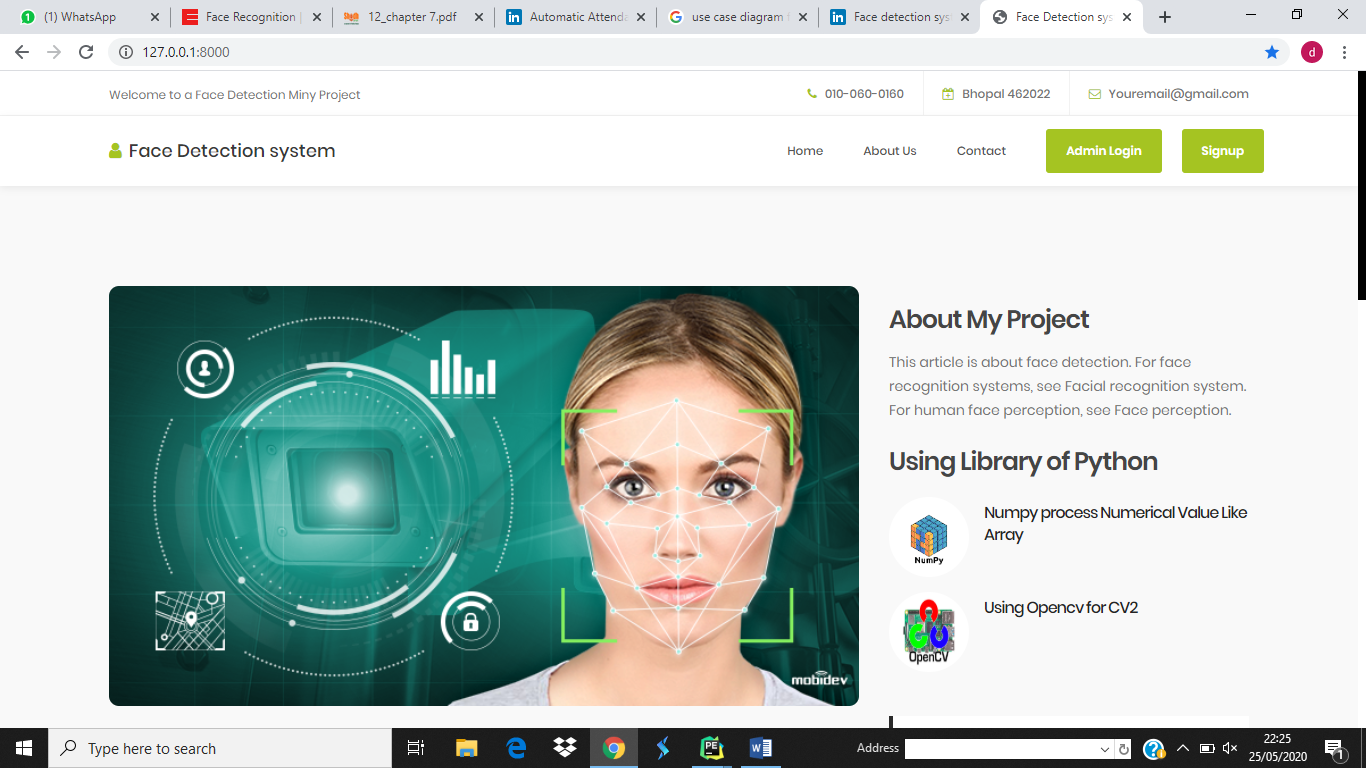 (1) WhatsApp
Face Recognition |
12_chapter 7.pdf
Automatic Attenda
use case diagram f
Face detection sys
Face Detection sys
127.0.0.1:8000
d
Welcome to a Face Detection Miny Project
010-060-0160
Bhopal 462022
Youremail@gmail.com
Face Detection system
Home
About Us
Contact
Admin Login
Signup
mobidev
About My Project
This article is about face detection. For face
recognition systems, see Facial recognition system.
For human face perception, see Face perception.
Using Library of Python
NumPy
Numpy process Numerical Value Like
Array
OpenCV
Using Opencv for CV2
Type here to search
PE
W
Address
22:25
25/05/2020
1